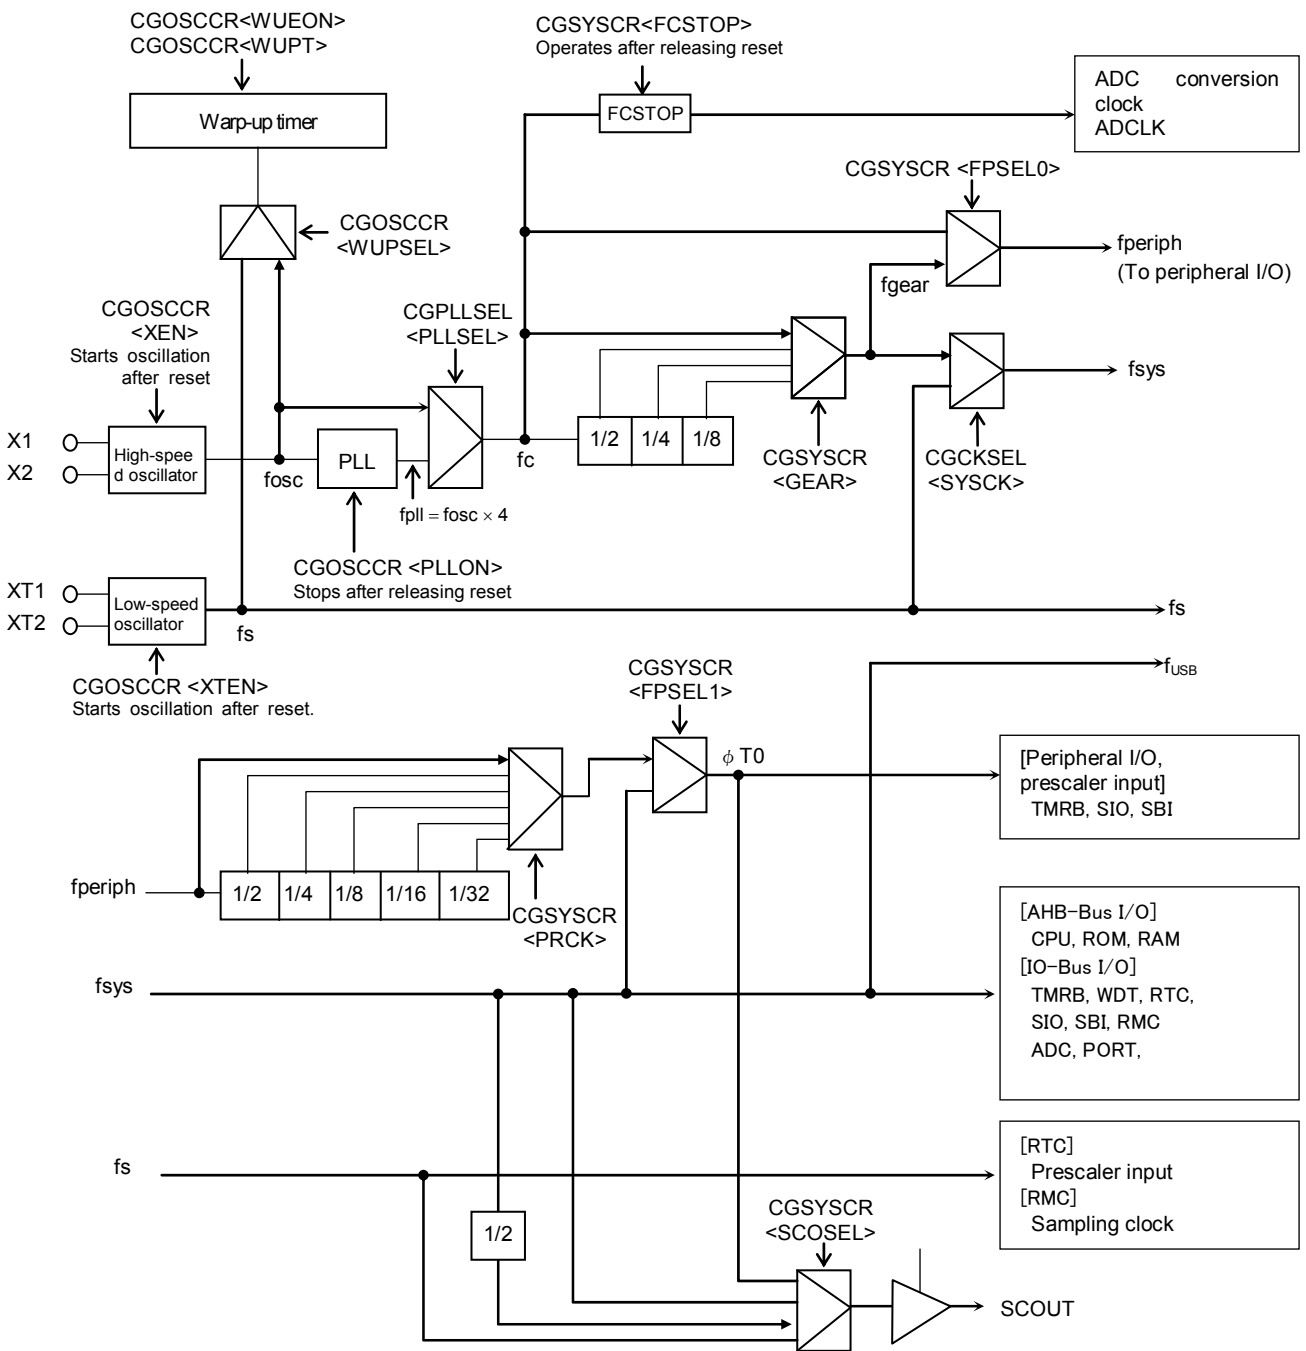 CGOSCCR<WUEON>
CGOSCCR<WUPT>
CGSYSCR<FCSTOP>
Operates after releasing reset
Warp-up timer
FCSTOP
ADC conversion
clock
ADCLK
CGSYSCR <FPSEL0>
CGOSCCR
<WUPSEL>
fperiph
(To peripheral I/O)
fgear
CGOSCCR
<XEN>
Starts oscillation
after reset
CGPLLSEL
<PLLSEL>
fsys
X1
X2
High-spee
d oscillator
fosc
PLL
fpll = fosc × 4
fc
1/2
1/4
1/8
CGSYSCR
<GEAR>
CGCKSEL
<SYSCK>
CGOSCCR <PLLON>
Stops after releasing reset
XT1
XT2
Low-speed
oscillator
fs
fs
CGOSCCR <XTEN>
Starts oscillation after reset.
CGSYSCR
<FPSEL1>
fUSB
ϕ T0
[Peripheral I/O,
prescaler input]
TMRB, SIO, SBI
fperiph
1/2
1/4
1/8
1/16
1/32
CGSYSCR
<PRCK>
fsys
[AHB-Bus I/O]
CPU, ROM, RAM
[IO-Bus I/O]
TMRB, WDT, RTC,
SIO, SBI, RMC
ADC, PORT,
fs
[RTC]
Prescaler input
[RMC]
Sampling clock
1/2
CGSYSCR
<SCOSEL>
SCOUT